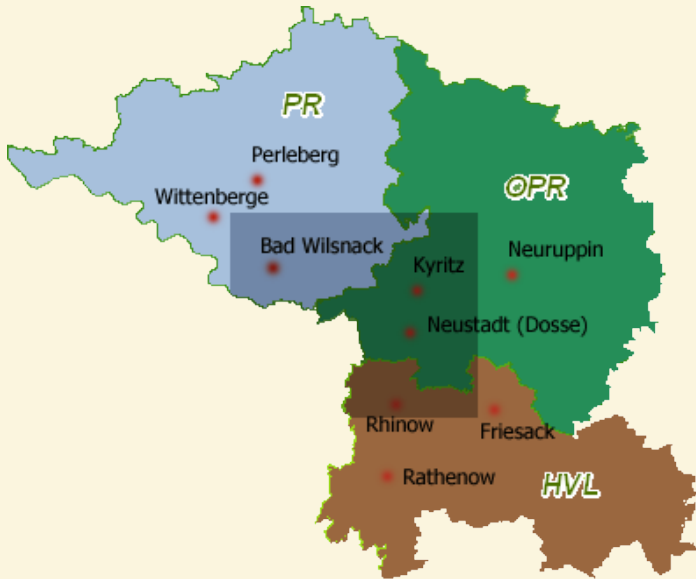 PR
Perleberg
OPR
Wittenberge
Bad Wilsnack
Neuruppin
Kyritz
Neustadt (Dosse)
Rhinow
Friesack
Rathenow
HVL